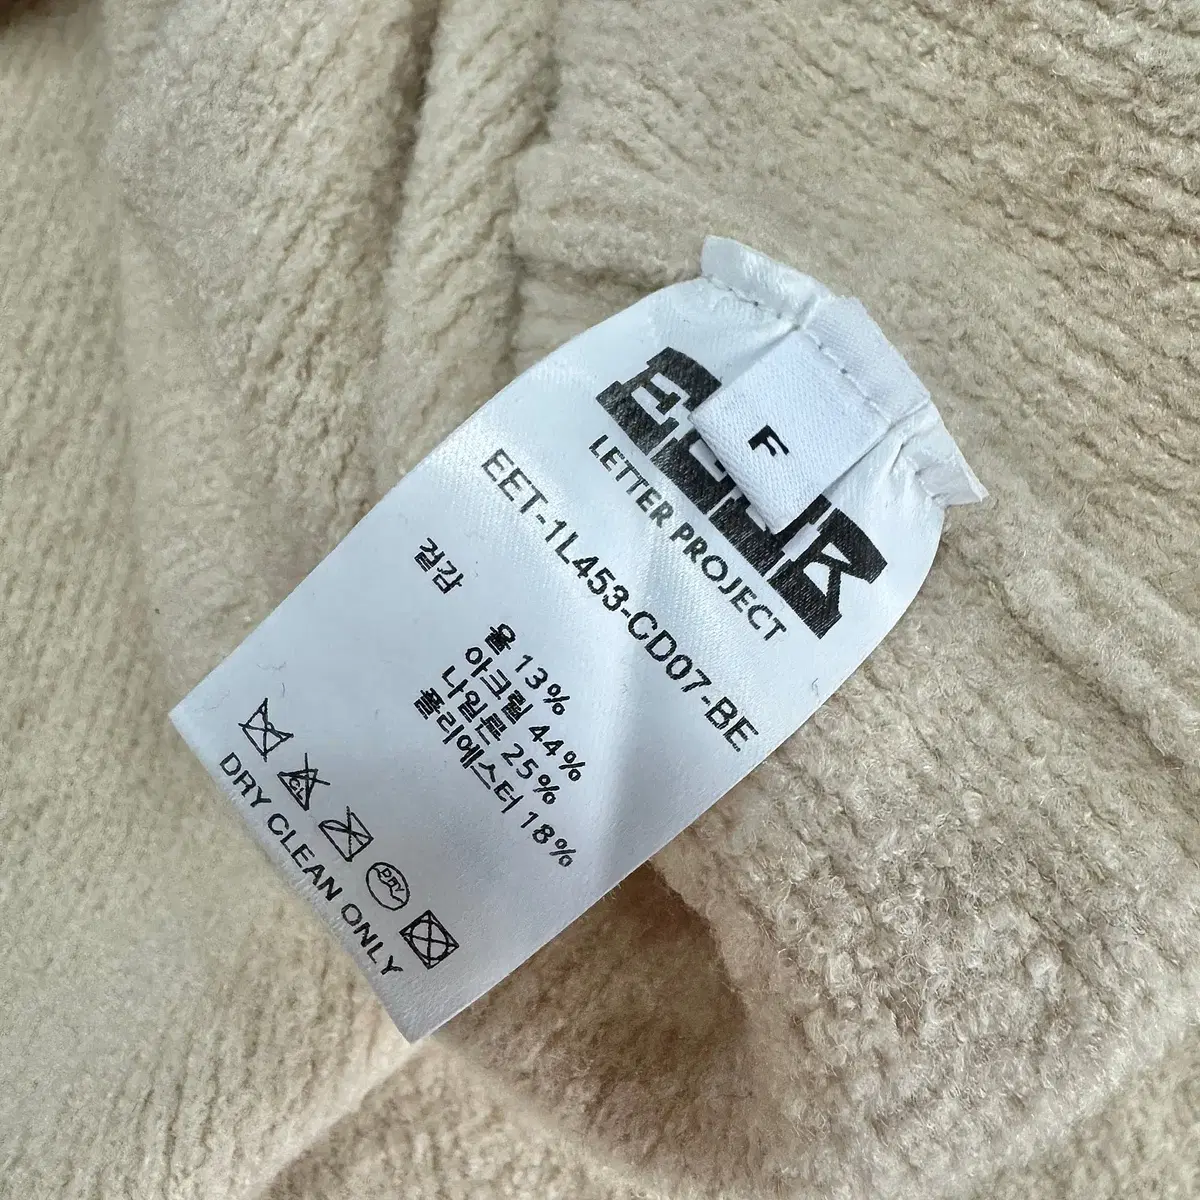 F
LETTER PROJECT
EET-1L453-CD07-BE
겉감
울 13%
아크릴 44%
나일론 25%
폴리에스터 18%
DRY
DRY CLEAN ONLY